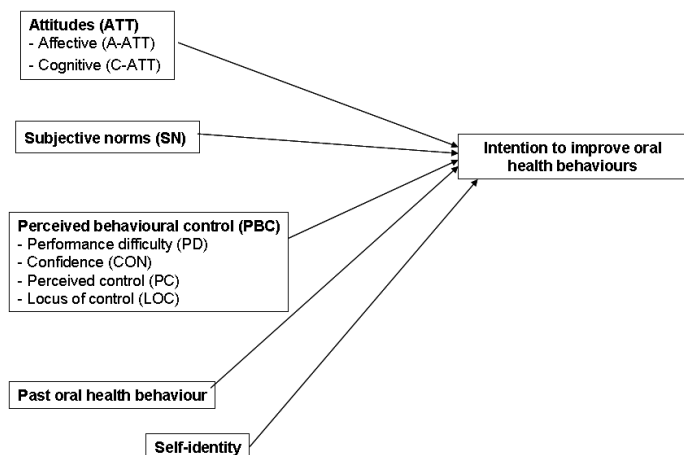 Attitudes (ATT)
- Affective (A-ATT)
- Cognitive (C-ATT)
Subjective norms (SN)
Intention to improve oral
health behaviours
Perceived behavioural control (PBC)
- Performance difficulty (PD)
- Confidence (CON)
- Perceived control (PC)
- Locus of control (LOC)
Past oral health behaviour
Self-identity